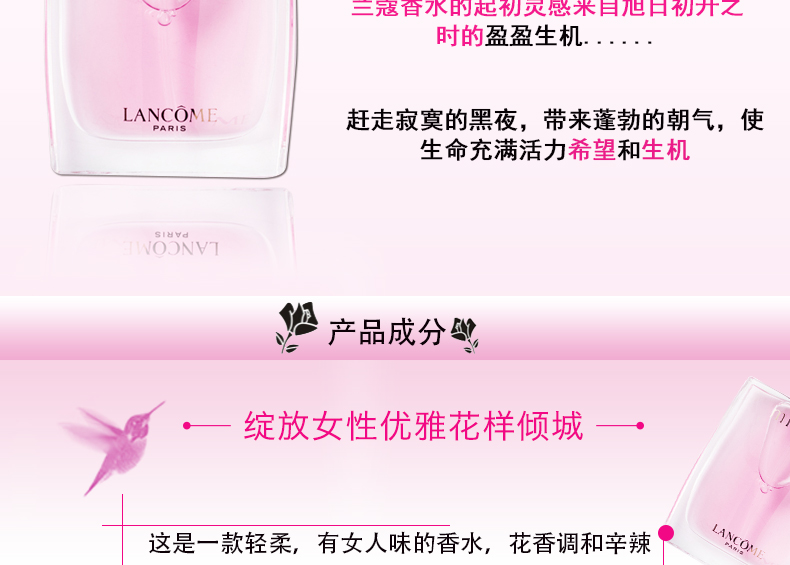 兰蔻香水的起初灵感来自旭日初升之
时的盈盈生机......
LANCÔME
PARIS
赶走寂寞的黑夜，带来蓬勃的朝气，使
生命充满活力希望和生机
产品成分
绽放女性优雅花样倾城
LANCÔME
PARIS
这是一款轻柔，有女人味的香水，花香调和辛辣